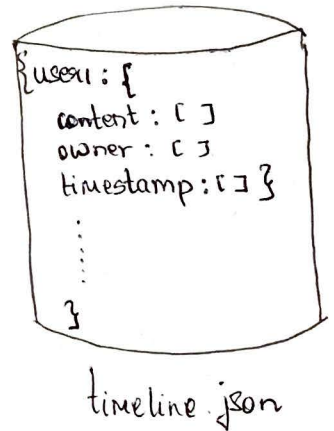 {user1: {
content : [ ]
owner : [ ]
timestamp : [ ] }
}
timeline.json